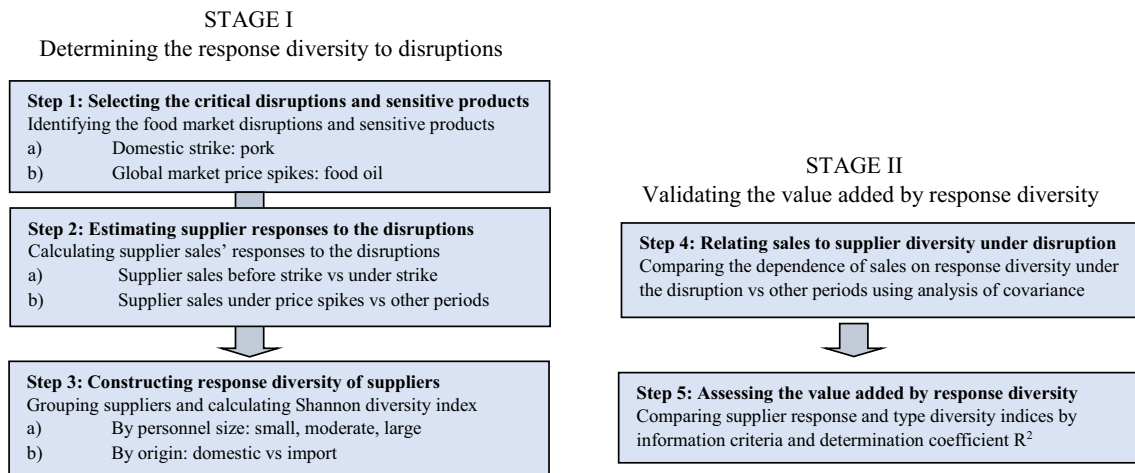 STAGE I
Determining the response diversity to disruptions
Step 1: Selecting the critical disruptions and sensitive products
Identifying the food market disruptions and sensitive products
a) Domestic strike: pork
b) Global market price spikes: food oil
Step 2: Estimating supplier responses to the disruptions
Calculating supplier sales’ responses to the disruptions
a) Supplier sales before strike vs under strike
b) Supplier sales under price spikes vs other periods
Step 3: Constructing response diversity of suppliers
Grouping suppliers and calculating Shannon diversity index
a) By personnel size: small, moderate, large
b) By origin: domestic vs import
STAGE II
Validating the value added by response diversity
Step 4: Relating sales to supplier diversity under disruption
Comparing the dependence of sales on response diversity under
the disruption vs other periods using analysis of covariance
Step 5: Assessing the value added by response diversity
Comparing supplier response and type diversity indices by
information criteria and determination coefficient R²